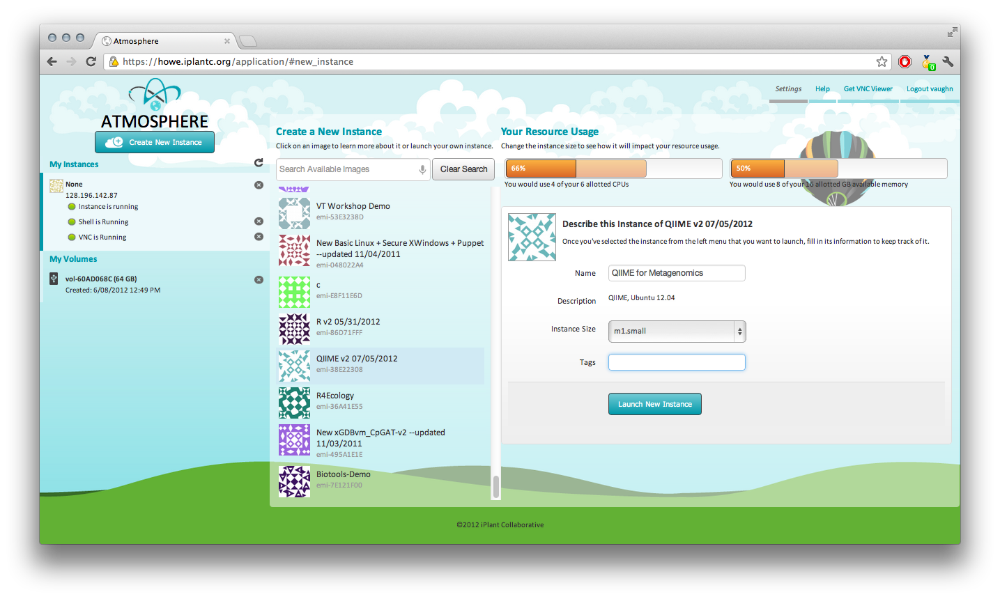 Atmosphere
https://howe.iplantc.org/application/#new_instance
0
ATMOSPHERE
Settings
Help
Get VNC Viewer
Logout vaughn
Create New Instance
My Instances
None
128.196.142.87
Instance is running
Shell is Running
VNC is Running
My Volumes
vol-60AD068C (64 GB)
Created: 6/08/2012 12:49 PM
Create a New Instance
Click on an image to learn more about it or launch your own instance.
Search Available Images
Clear Search
VT Workshop Demo
emi-53E3238D
New Basic Linux + Secure XWindows + Puppet
--updated 11/04/2011
emi-048022A4
c
emi-E8F11E6D
R v2 05/31/2012
emi-86D71FFF
QIIME v2 07/05/2012
emi-38E22308
R4Ecology
emi-36A41E55
New xGDBvm_CpGAT-v2 --updated
11/03/2011
emi-495A1E1E
Biotools-Demo
emi-7E121F00
Your Resource Usage
Change the instance size to see how it will impact your resource usage.
66%
You would use 4 of your 6 allotted CPUs
50%
You would use 8 of your 16 allotted GB available memory
Describe this Instance of QIIME v2 07/05/2012
Once you've selected the instance from the left menu that you want to launch, fill in its information to keep track of it.
Name
QIIME for Metagenomics
Description
QIIME, Ubuntu 12.04
Instance Size
m1.small
Tags
Launch New Instance
©2012 iPlant Collaborative